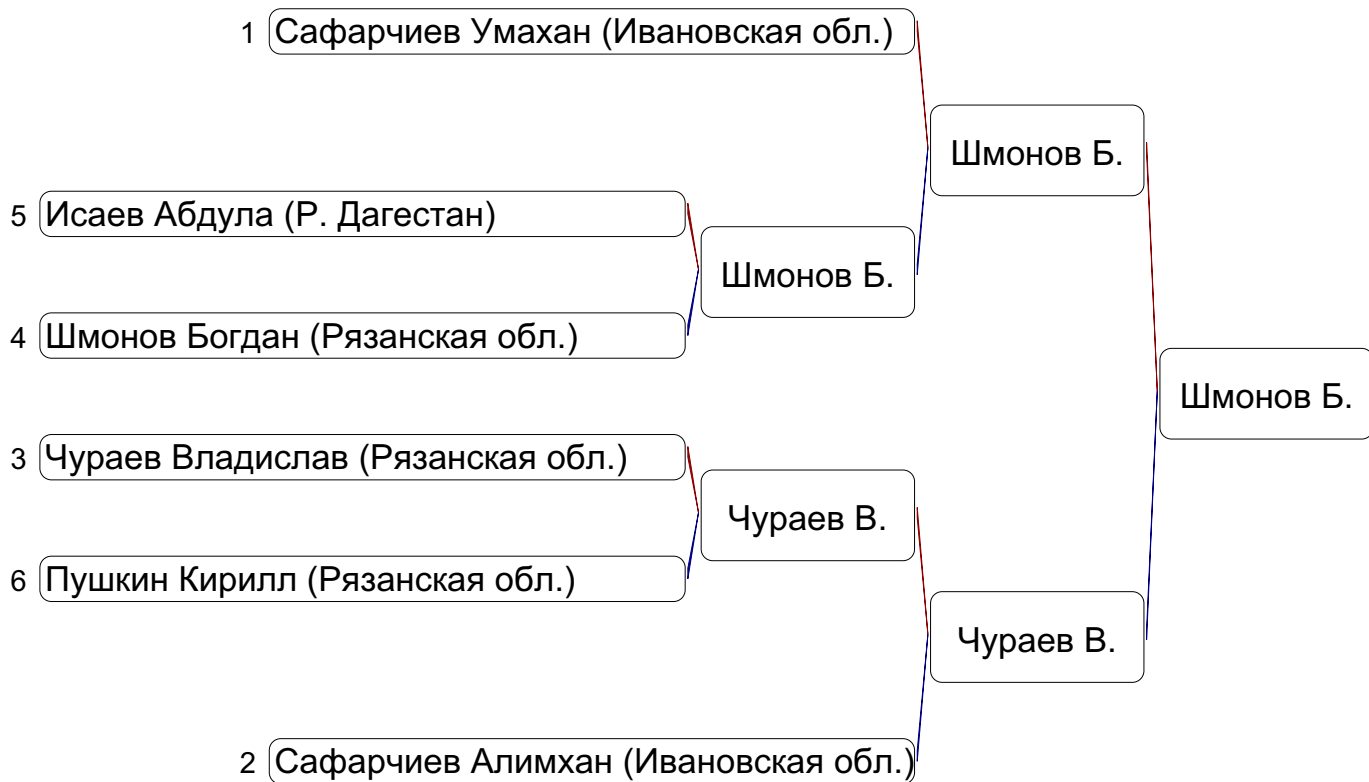 1 Сафарчиев Умахан (Ивановская обл.)
Шмонов Б.
5 Исаев Абдула (Р. Дагестан)
Шмонов Б.
4 Шмонов Богдан (Рязанская обл.)
Шмонов Б.
3 Чураев Владислав (Рязанская обл.)
Чураев В.
6 Пушкин Кирилл (Рязанская обл.)
Чураев В.
2 Сафарчиев Алимхан (Ивановская обл.)